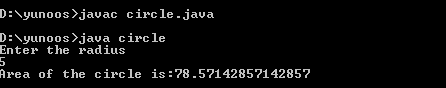 D:\yunoos>javac circle.java
D:\yunoos>java circle
Enter the radius
5
Area of the circle is:78.57142857142857